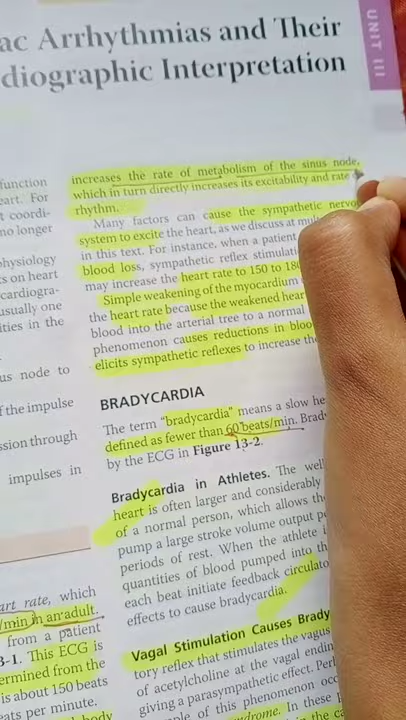 ac Arrhythmias and Their
diographic Interpretation
UNIT III
function
eart. For
t coordi-
no longer
physiology
s on heart
cardiogra-
usually one
ities in the
us node to
f the impulse
ssion through
impulses in
art rate, which
/min in an adult.
from a patient
3-1. This ECG is
ermined from the
is about 150 beats
ats per minute.
body
increases the rate of metabolism of the sinus node,
which in turn directly increases its excitability and rate
rhythm.
Many factors can cause the sympathetic nervo
system to excite the heart, as we discuss at mul
in this text. For instance, when a patient
blood loss, sympathetic reflex stimulati
may increase the heart rate to 150 to 180
Simple weakening of the myocardium
the heart rate because the weakened hear
blood into the arterial tree to a normal
phenomenon causes reductions in bloo
elicits sympathetic reflexes to increase the
BRADYCARDIA
The term “bradycardia” means a slow he
defined as fewer than 60 beats/min. Brad
by the ECG in Figure 13-2.
Bradycardia in Athletes. The well
heart is often larger and considerably
of a normal person, which allows the
pump a large stroke volume output p
periods of rest. When the athlete i
quantities of blood pumped into th
each beat initiate feedback circulato
effects to cause bradycardia.
Vagal Stimulation Causes Brady
tory reflex that stimulates the vagus
of acetylcholine at the vagal endin
giving a parasympathetic effect. Perh
ple of this phenomenon occ
drome. In these